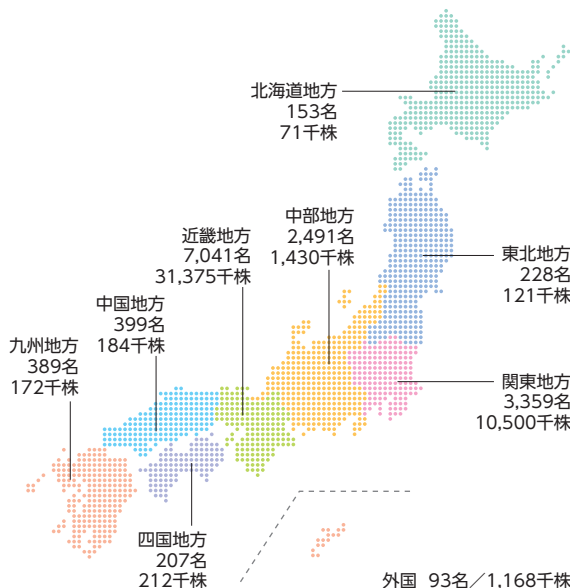 北海道地方
153名
71千株
中部地方
2,491名
1,430千株
近畿地方
7,041名
31,375千株
東北地方
228名
121千株
中国地方
399名
184千株
九州地方
389名
172千株
関東地方
3,359名
10,500千株
四国地方
207名
212千株
外国 93名／1,168千株